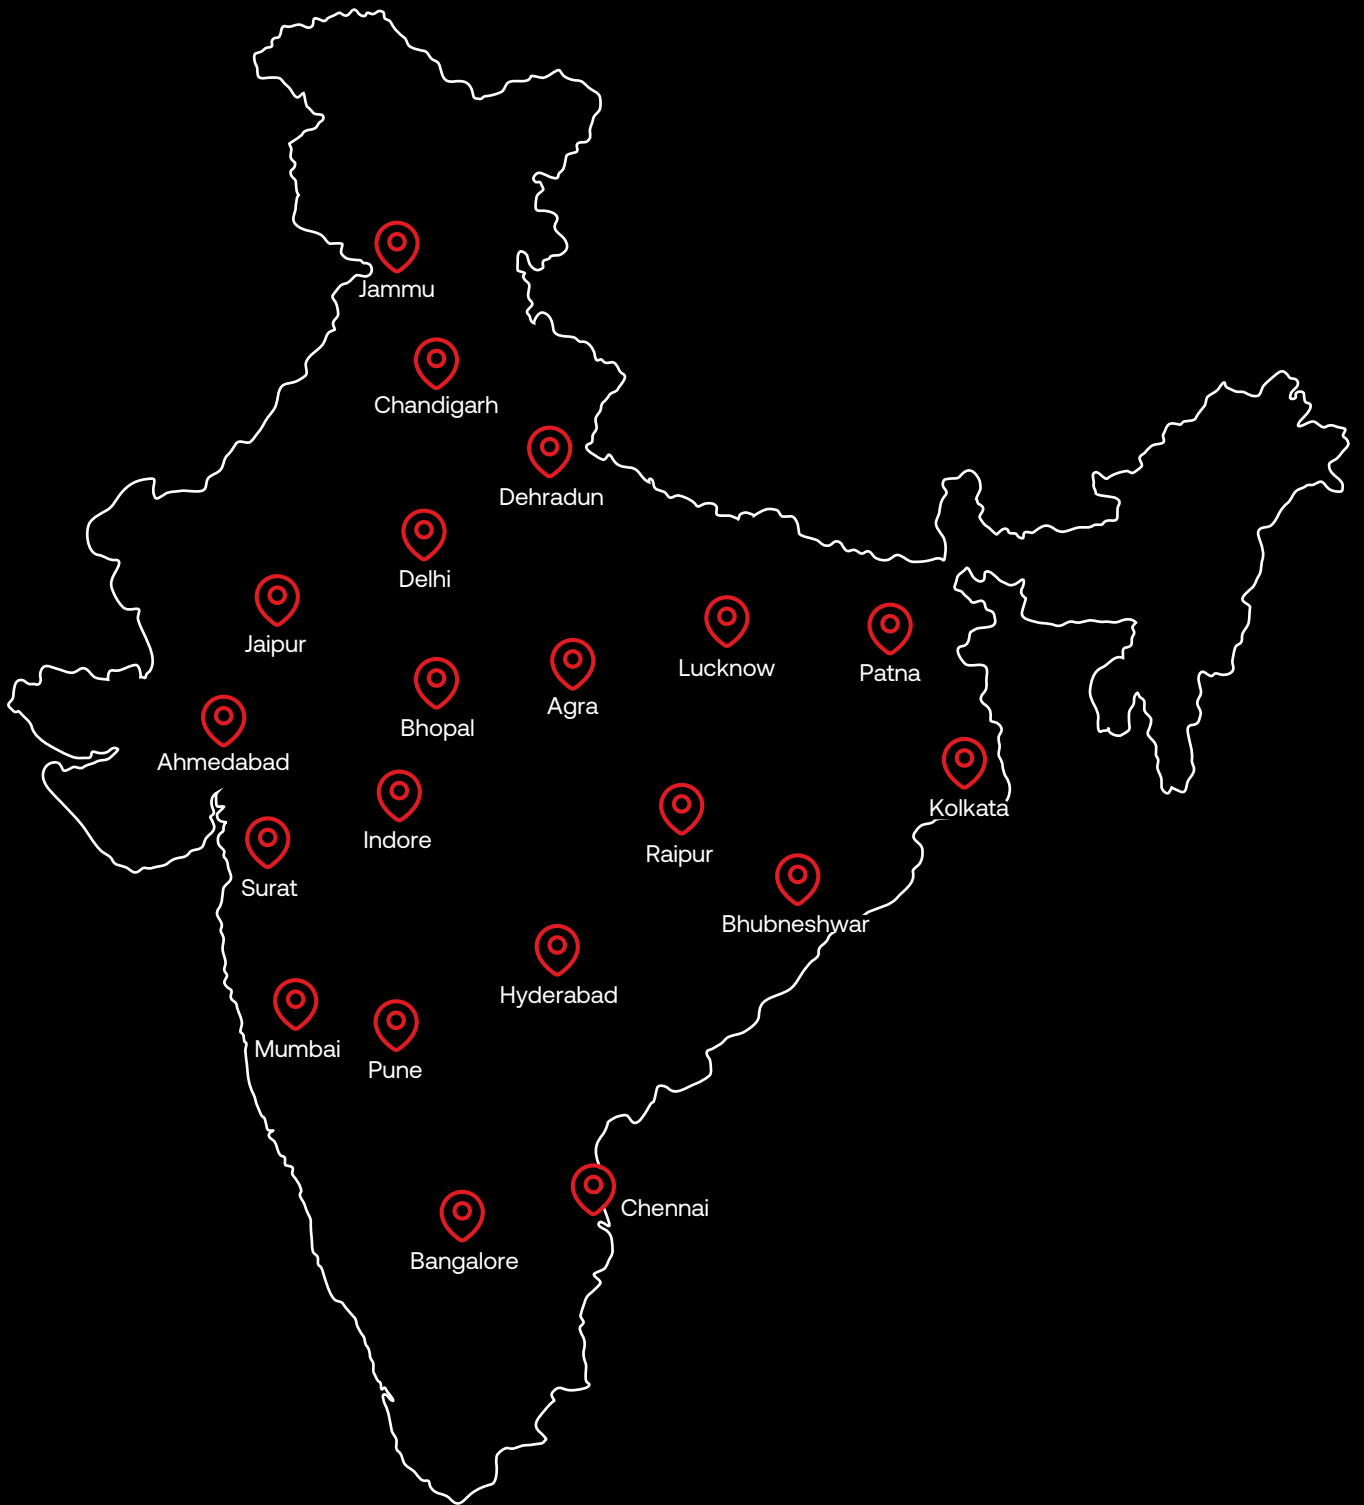 Jammu
Chandigarh
Dehradun
Delhi
Jaipur
Lucknow
Patna
Agra
Bhopal
Ahmedabad
Kolkata
Indore
Raipur
Surat
Bhubneshwar
Hyderabad
Mumbai
Pune
Chennai
Bangalore